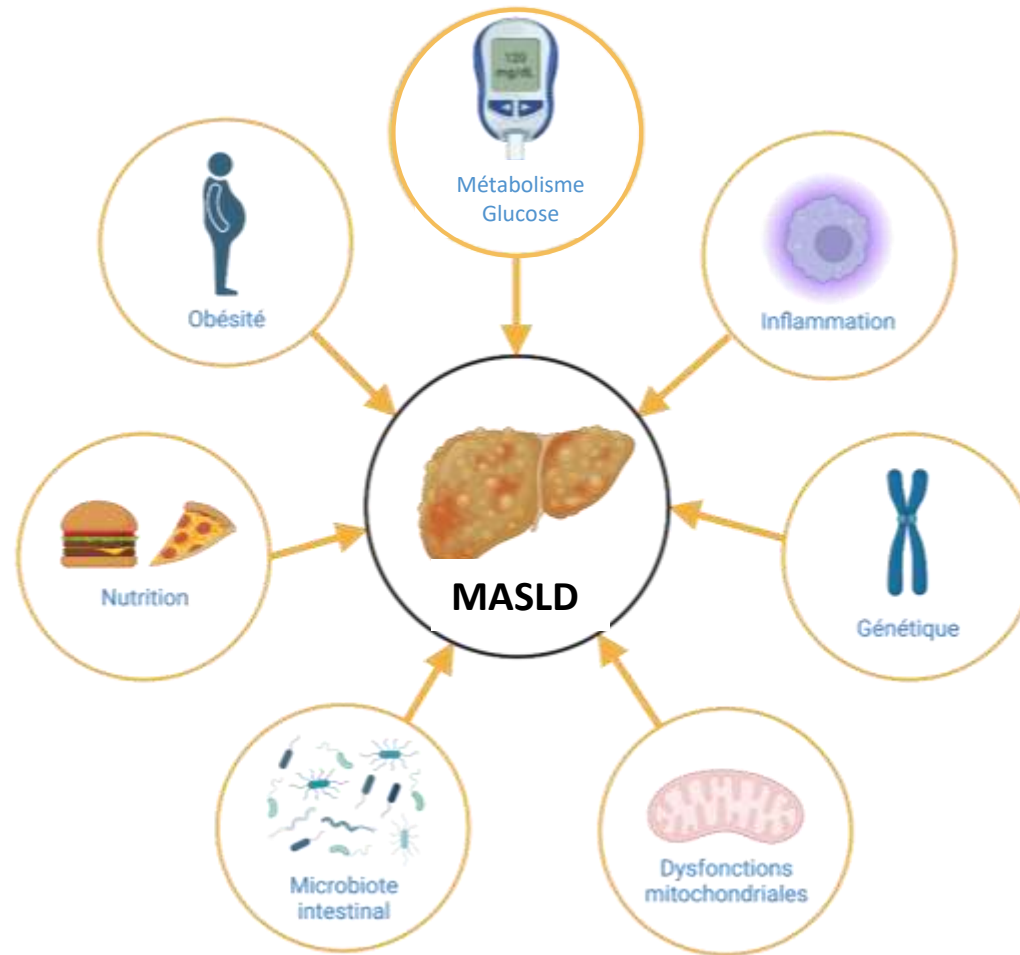 120
mg/dL
Métabolisme
Glucose
Obésité
Inflammation
Nutrition
MASLD
Génétique
Microbiote
intestinal
Dysfonctions
mitochondriales